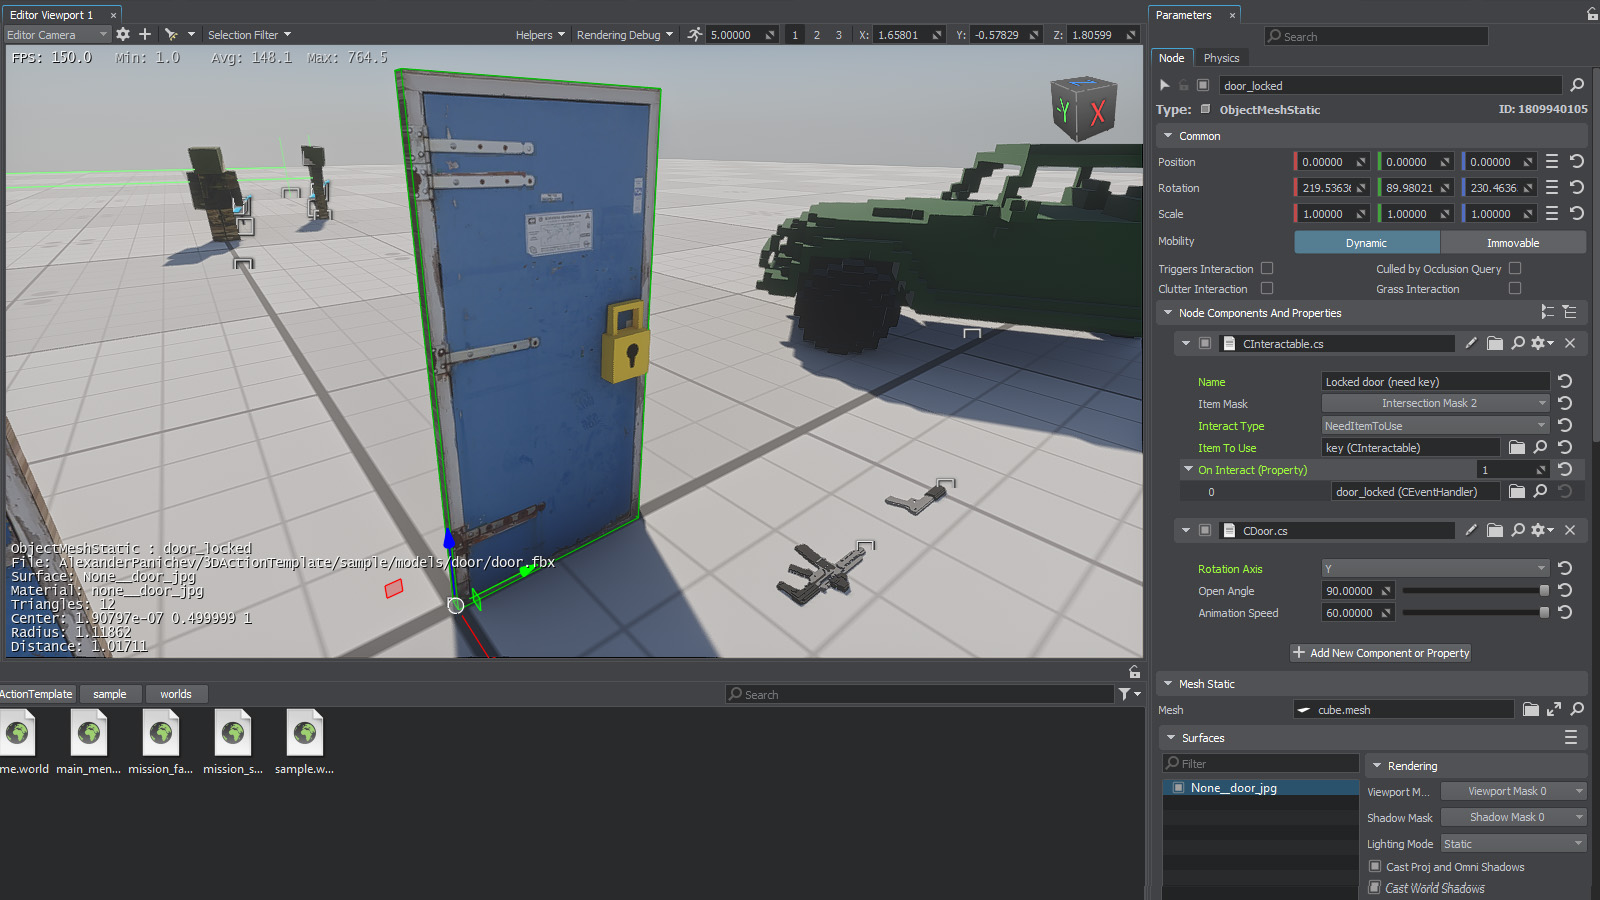 Editor Viewport 1 ×
Editor Camera
Selection Filter
Helpers
Rendering Debug
5.00000
1 2 3
X: 1.65801
Y: -0.57829
Z: 1.80599
FPS: 150.0 Min: 1.0 Avg: 148.1 Max: 764.5
Y X
ObjectMeshStatic : door_locked
File: AlexanderPanichev/3DActionTemplate/sample/models/door/door.fbx
Surface: None__door_jpg
Material: none__door_jpg
Triangles: 12
Center: 1.90797e-07 0.499999 1
Radius: 1.11862
Distance: 1.01711
ActionTemplate
sample
worlds
Search
me.world
main_men...
mission_fa...
mission_s...
sample.w...
Parameters ×
Search
Node
Physics
door_locked
Type: ObjectMeshStatic ID: 1809940105
Common
Position 0.00000 0.00000 0.00000
Rotation 219.5363 89.98021 230.4636
Scale 1.00000 1.00000 1.00000
Mobility Dynamic Immovable
Triggers Interaction
Culled by Occlusion Query
Clutter Interaction
Grass Interaction
Node Components And Properties
CInteractable.cs
Name Locked door (need key)
Item Mask Intersection Mask 2
Interact Type NeedItemToUse
Item To Use key (CInteractable)
On Interact (Property) 1
0 door_locked (CEventHandler)
CDoor.cs
Rotation Axis Y
Open Angle 90.00000
Animation Speed 60.00000
Add New Component or Property
Mesh Static
Mesh cube.mesh
Surfaces
Filter
None__door_jpg
Rendering
Viewport M... Viewport Mask 0
Shadow Mask Shadow Mask 0
Lighting Mode Static
Cast Proj and Omni Shadows
Cast World Shadows